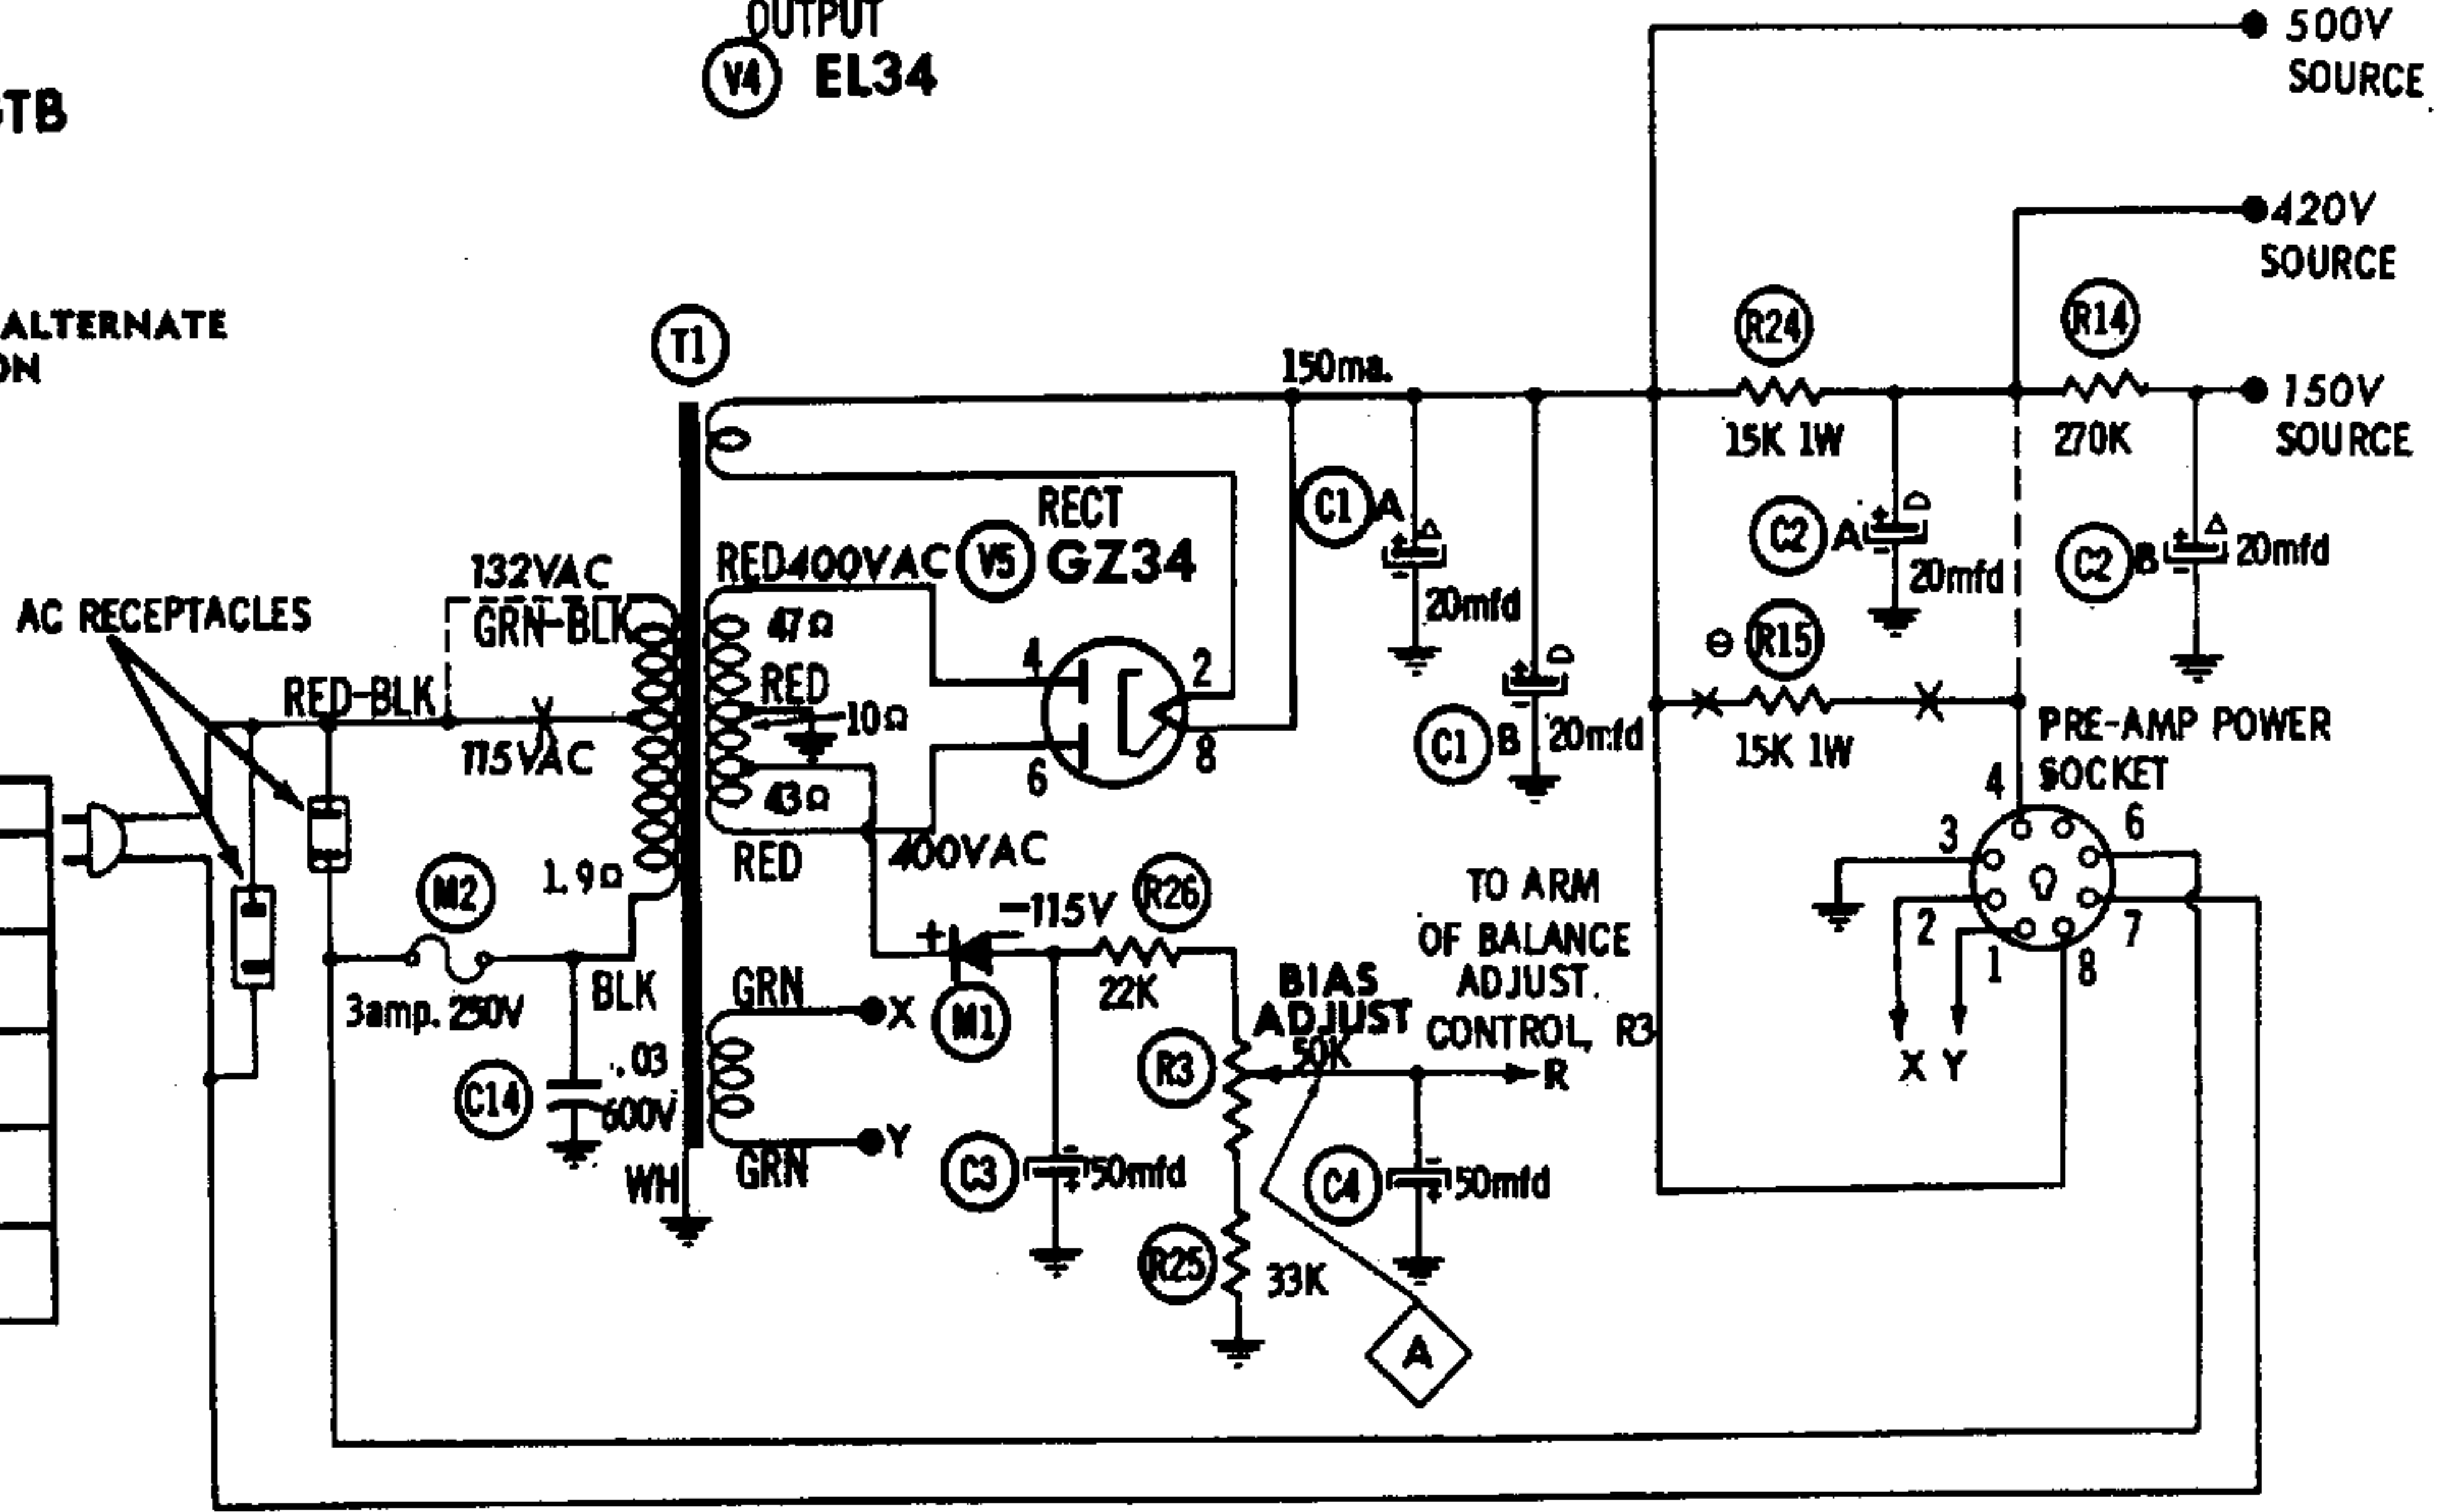 OUTPUT
V4 EL34
500V
SOURCE
420V
SOURCE
ALTERNATE
T1
R24
R14
150ma.
150V
SOURCE
15K 1W
270K
RECT
C1 A
C2 A
C2 B
20mfd
RED 400VAC
V5 GZ34
20mfd
20mfd
132VAC
GRN-BLK
AC RECEPTACLES
47Ω
R15
RED
4
2
RED-BLK
10Ω
C1 B
20mfd
15K 1W
PRE-AMP POWER
SOCKET
115VAC
6
8
43Ω
4
3
6
RED
400VAC
1.9Ω
M2
R26
TO ARM
OF BALANCE
ADJUST.
CONTROL, R3
-115V
+
2
1
7
8
BLK
3amp. 250V
GRN
X
M1
22K
BIAS
ADJUST
50K
R3
R
X Y
C14
.03
600V
Y
GRN
WH
C3
50mfd
C4
50mfd
R25
33K
A